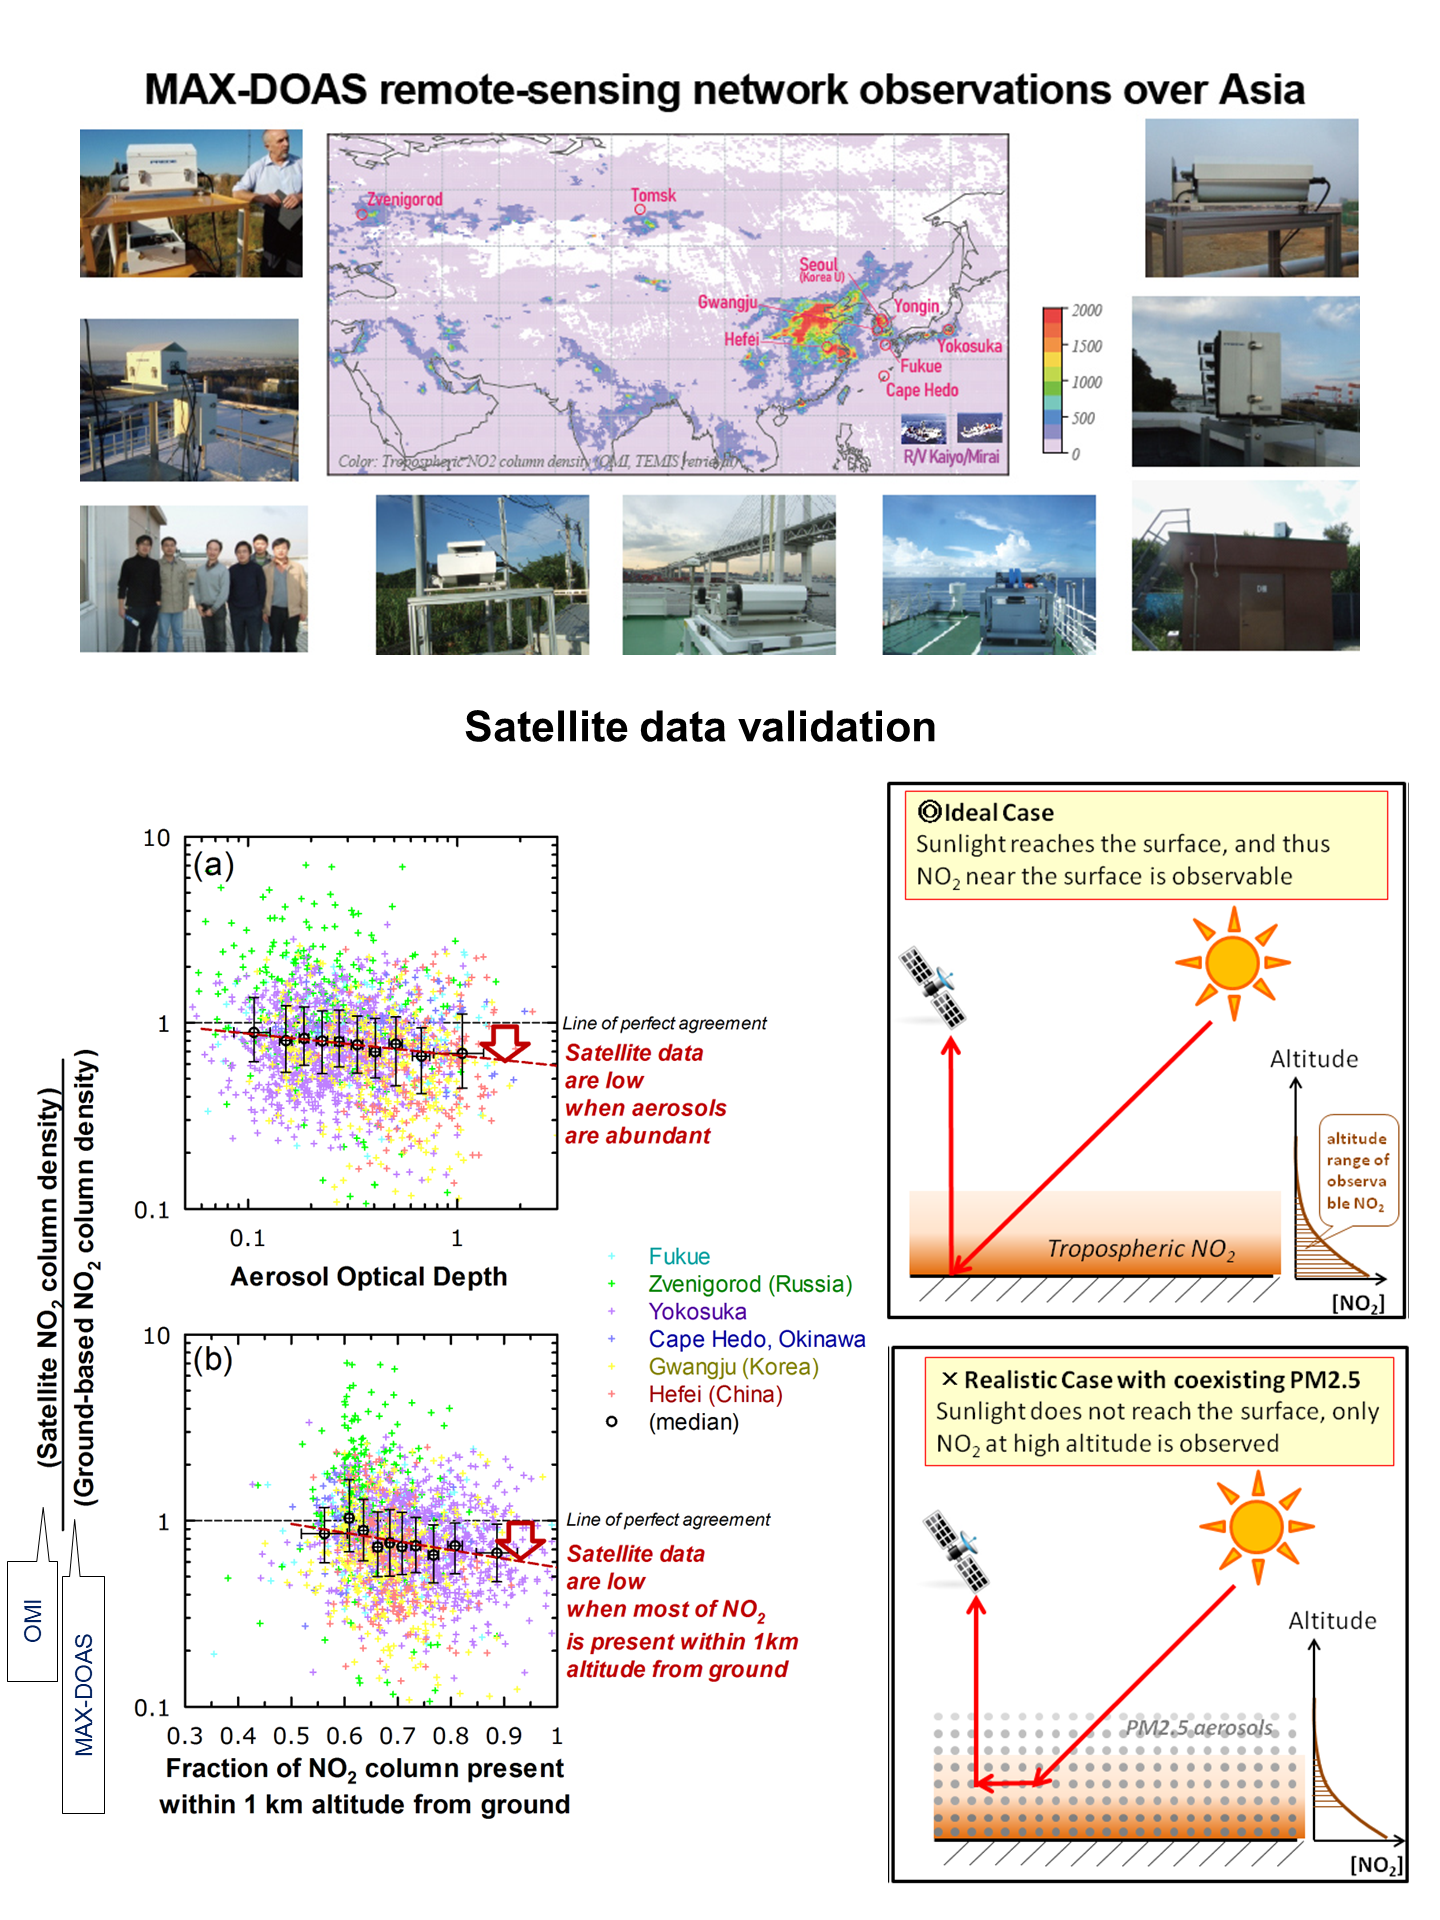 MAX-DOAS remote-sensing network observations over Asia
PREDE
Zvenigorod
Tomsk
Seoul
(Korea U)
Gwangju
Yongin
Hefei
Yokosuka
Fukue
Cape Hedo
R/V Kaiyo/Mirai
Color: Tropospheric NO2 column density (OMI, TEMIS retrieval)
2000
1500
1000
500
0
Satellite data validation
(Satellite NO2 column density)
(Ground-based NO2 column density)
OMI
MAX-DOAS
(a)
10
1
0.1
0.1
1
Aerosol Optical Depth
Line of perfect agreement
Satellite data
are low
when aerosols
are abundant
Fukue
Zvenigorod (Russia)
Yokosuka
Cape Hedo, Okinawa
Gwangju (Korea)
Hefei (China)
(median)
(b)
10
1
0.1
0.3 0.4 0.5 0.6 0.7 0.8 0.9 1
Fraction of NO2 column present
within 1 km altitude from ground
Line of perfect agreement
Satellite data
are low
when most of NO2
is present within 1km
altitude from ground
◎Ideal Case
Sunlight reaches the surface, and thus
NO2 near the surface is observable
Altitude
altitude
range of
observa
ble NO2
Tropospheric NO2
[NO2]
× Realistic Case with coexisting PM2.5
Sunlight does not reach the surface, only
NO2 at high altitude is observed
Altitude
PM2.5 aerosols
[NO2]